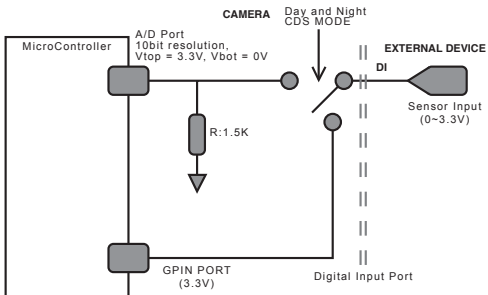 CAMERA
Day and Night
CDS MODE
MicroController
A/D Port
10bit resolution,
Vtop = 3.3V, Vbot = 0V
EXTERNAL DEVICE
DI
Sensor Input
(0~3.3V)
R:1.5K
GPIN PORT
(3.3V)
Digital Input Port